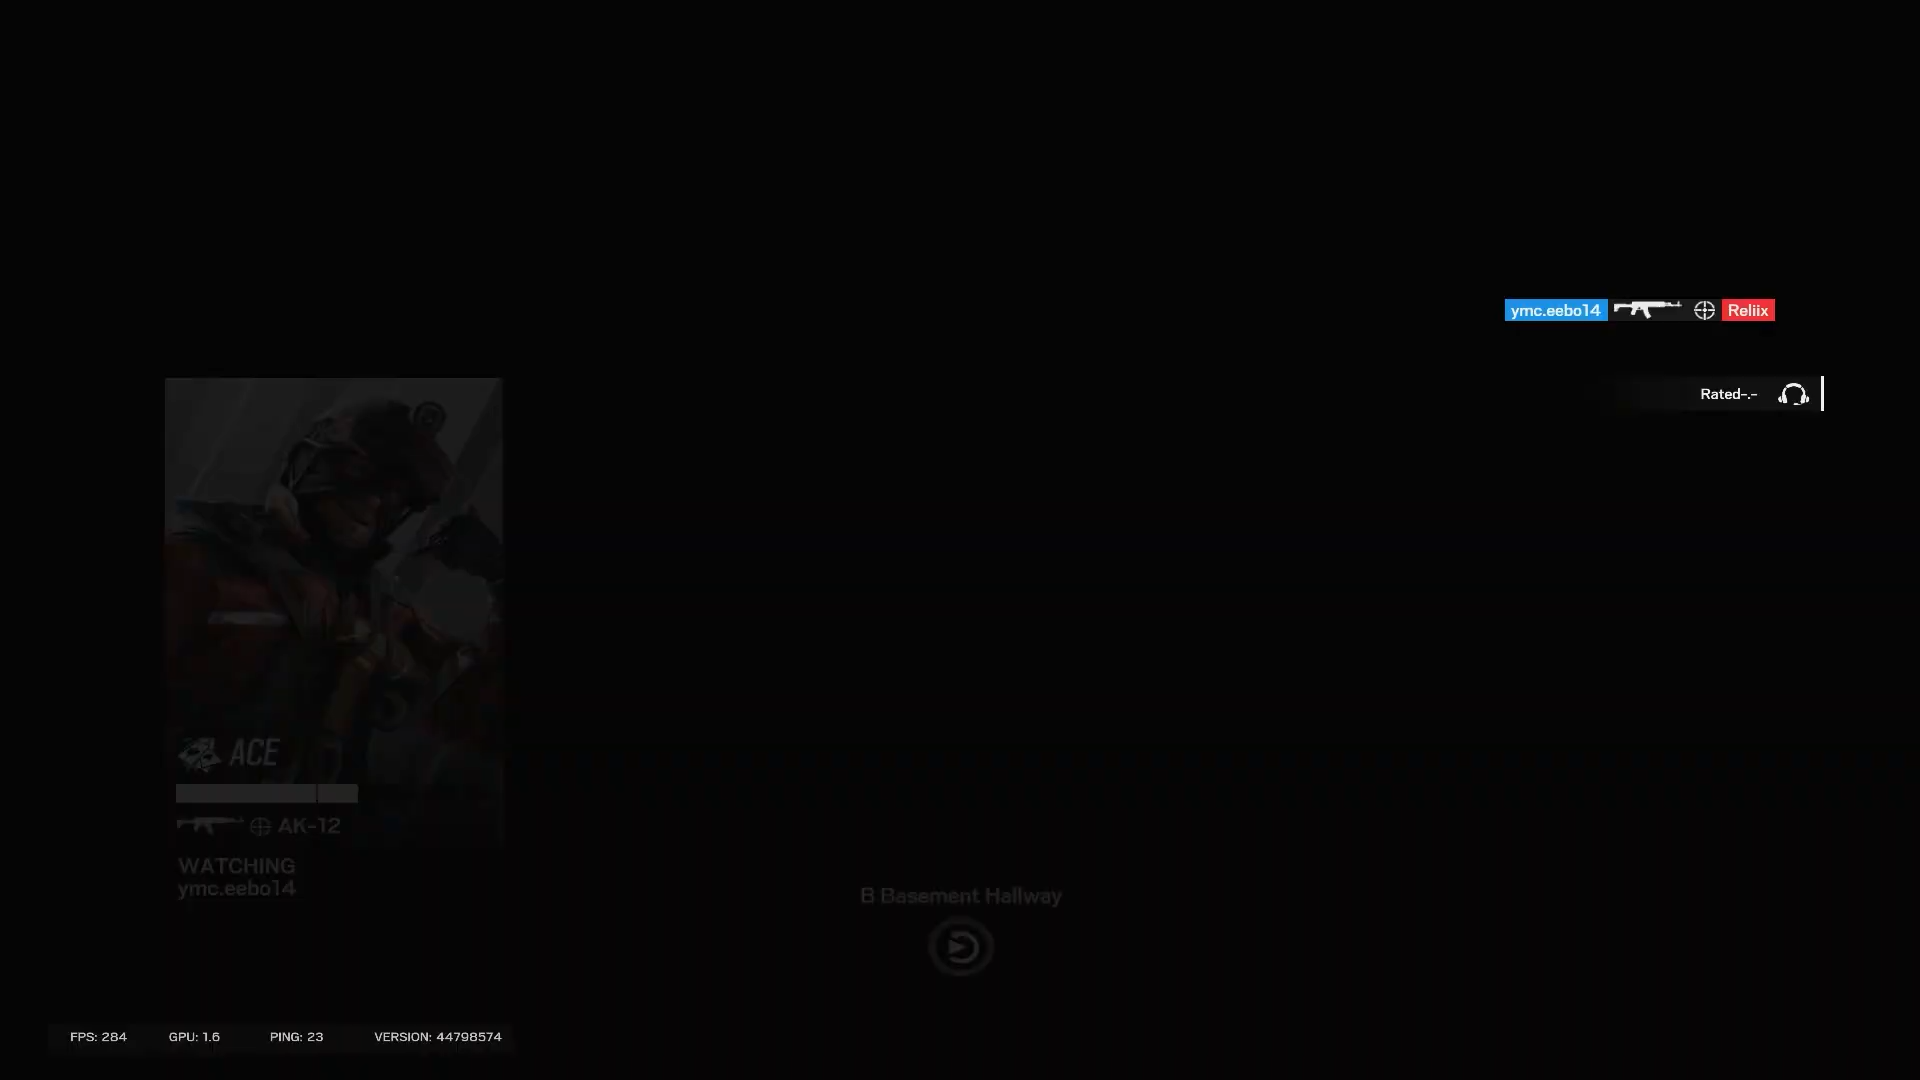 ymc.eebo14 Reliix
Rated-.-
ACE
AK-12
WATCHING
ymc.eebo14
B Basement Hallway
FPS: 284 GPU: 1.6 PING: 23 VERSION: 44798574